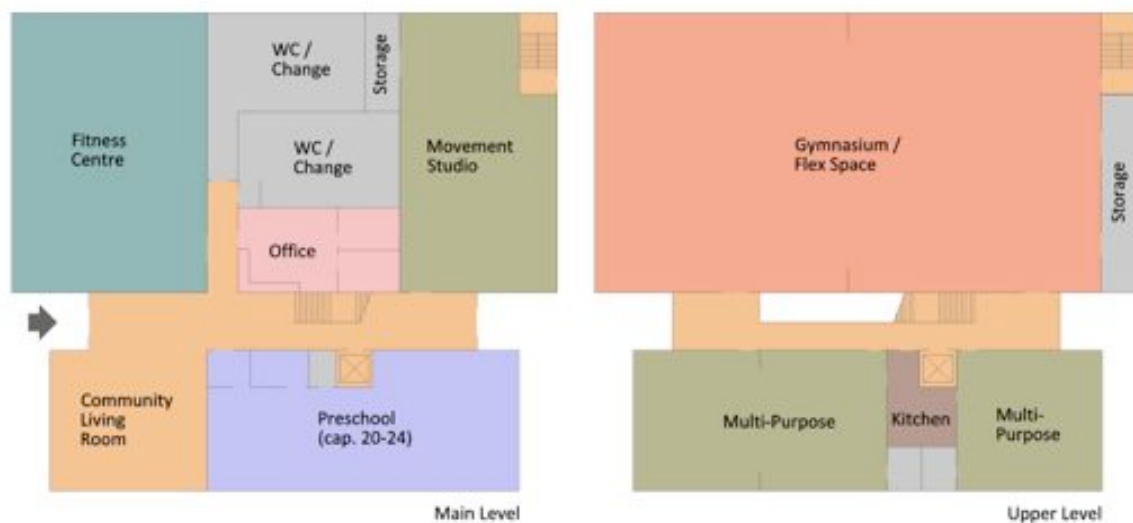 WC /
Change
Storage
Fitness
Centre
WC /
Change
Movement
Studio
Office
Community
Living
Room
Preschool
(cap. 20-24)
Main Level
Gymnasium /
Flex Space
Storage
Multi-Purpose
Kitchen
Multi-
Purpose
Upper Level